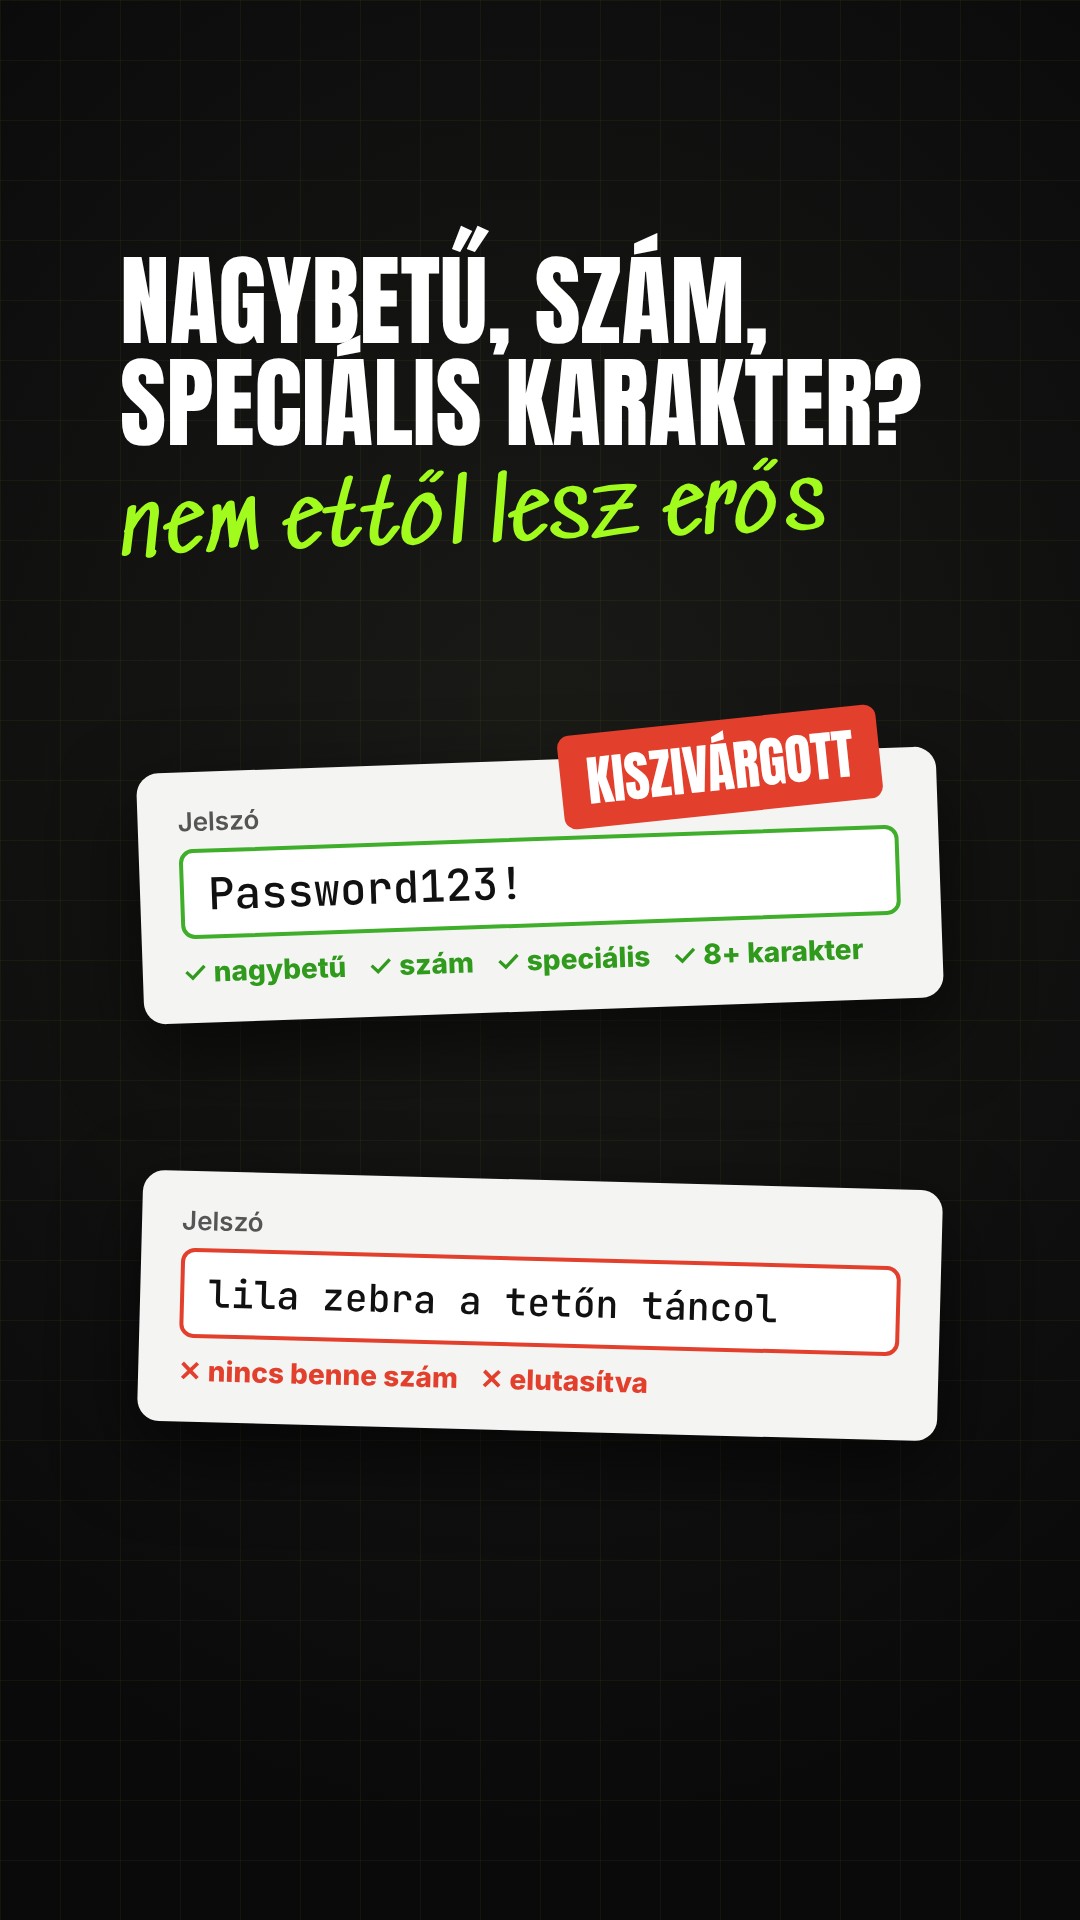 NAGYBETŰ, SZÁM,
SPECIÁLIS KARAKTER?
nem ettől lesz erős
KISZIVÁRGOTT
Jelszó
Password123!
✓ nagybetű ✓ szám ✓ speciális ✓ 8+ karakter
Jelszó
lila zebra a tetőn táncol
✕ nincs benne szám ✕ elutasítva